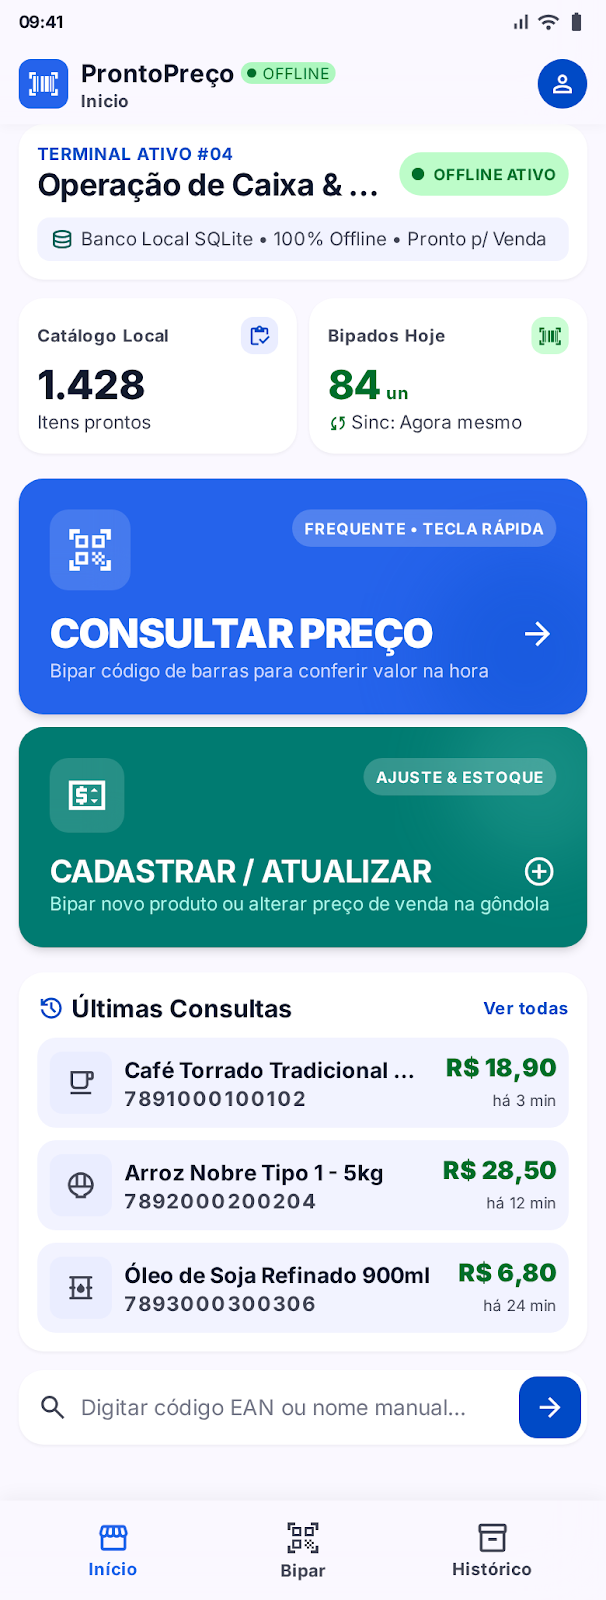 09:41
ProntoPreço
OFFLINE
Inicio
TERMINAL ATIVO #04
Operação de Caixa & ...
OFFLINE ATIVO
Banco Local SQLite • 100% Offline • Pronto p/ Venda
Catálogo Local
1.428
Itens prontos
Bipados Hoje
84 un
Sinc: Agora mesmo
FREQUENTE • TECLA RÁPIDA
CONSULTAR PREÇO
Bipar código de barras para conferir valor na hora
AJUSTE & ESTOQUE
CADASTRAR / ATUALIZAR
Bipar novo produto ou alterar preço de venda na gôndola
Últimas Consultas
Ver todas
Café Torrado Tradicional ...
R$ 18,90
7891000100102
há 3 min
Arroz Nobre Tipo 1 - 5kg
R$ 28,50
7892000200204
há 12 min
Óleo de Soja Refinado 900ml
R$ 6,80
7893000300306
há 24 min
Digitar código EAN ou nome manual...
Início
Bipar
Histórico